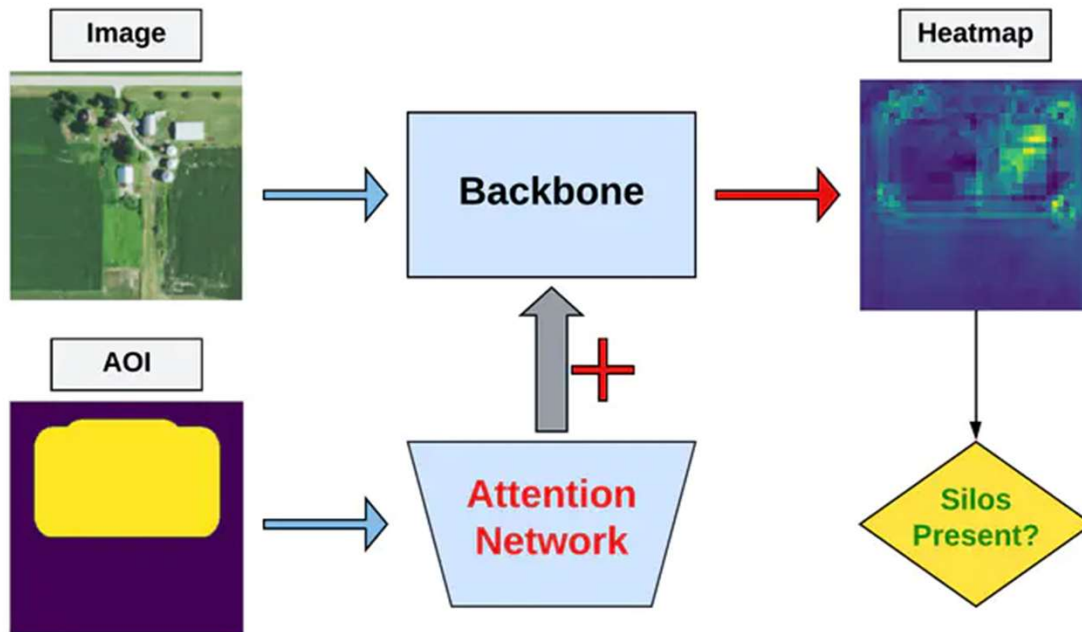 Image
Heatmap
Backbone
AOI
Attention
Network
Silos
Present?